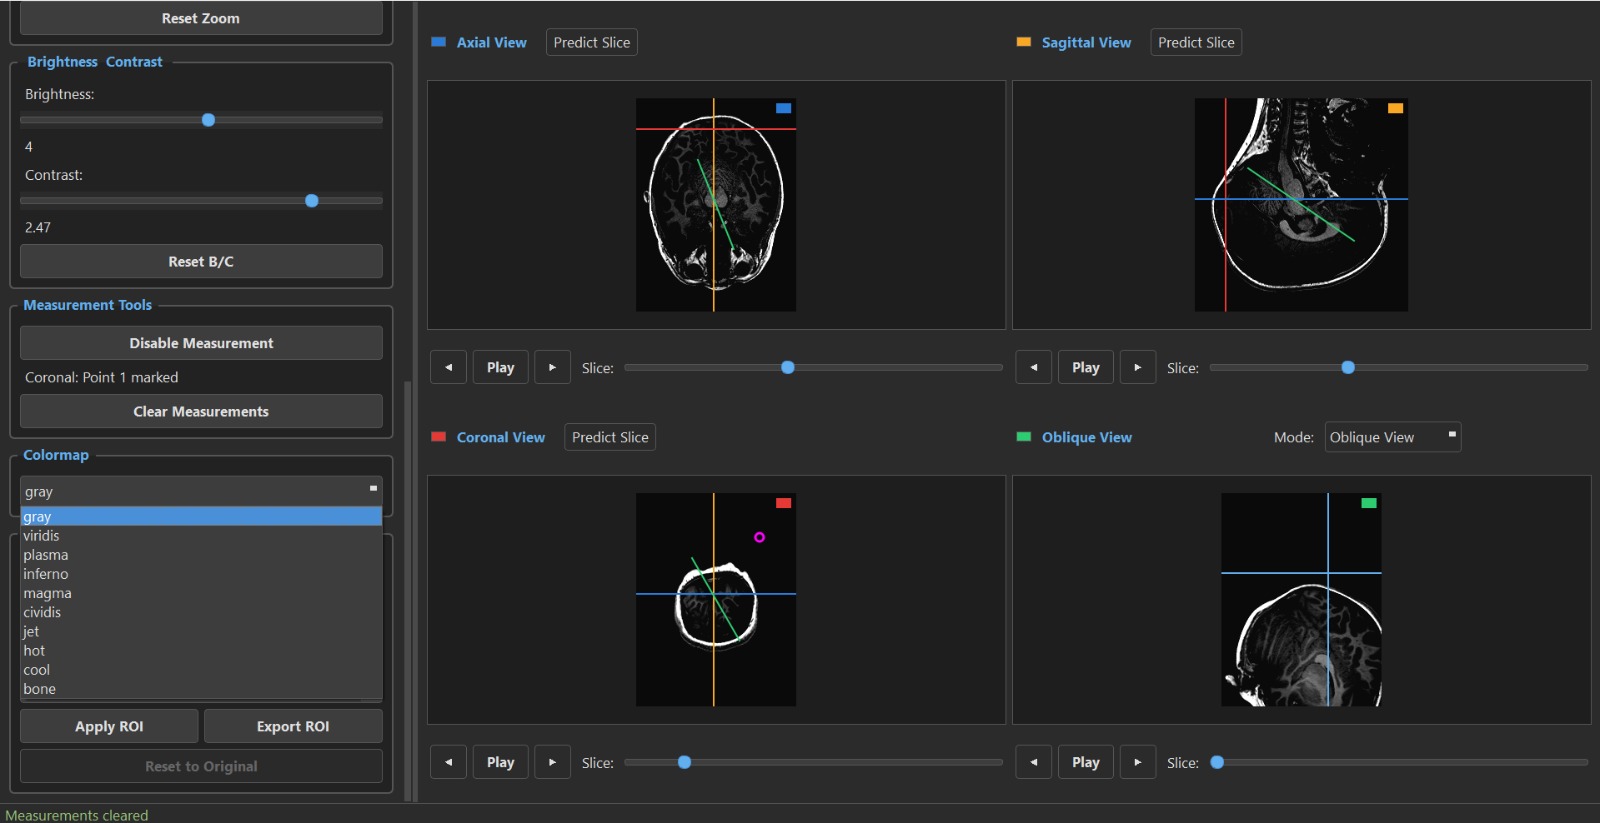 Reset Zoom
Brightness Contrast
Brightness:
4
Contrast:
2.47
Reset B/C
Measurement Tools
Disable Measurement
Coronal: Point 1 marked
Clear Measurements
Colormap
gray
gray
viridis
plasma
inferno
magma
cividis
jet
hot
cool
bone
Apply ROI Export ROI
Reset to Original
Axial View Predict Slice
Play Slice:
Sagittal View Predict Slice
Play Slice:
Coronal View Predict Slice
Play Slice:
Oblique View Mode: Oblique View
Play Slice:
Measurements cleared